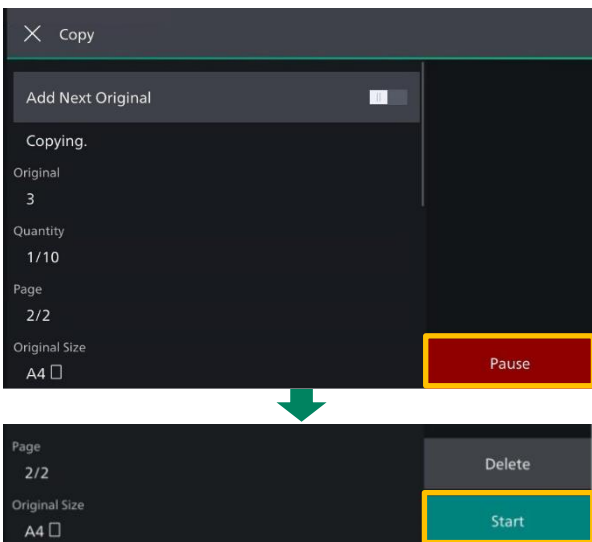 Copy
Add Next Original
Copying.
Original
3
Quantity
1/10
Page
2/2
Original Size
A4
Pause
Page
2/2
Delete
Original Size
A4
Start